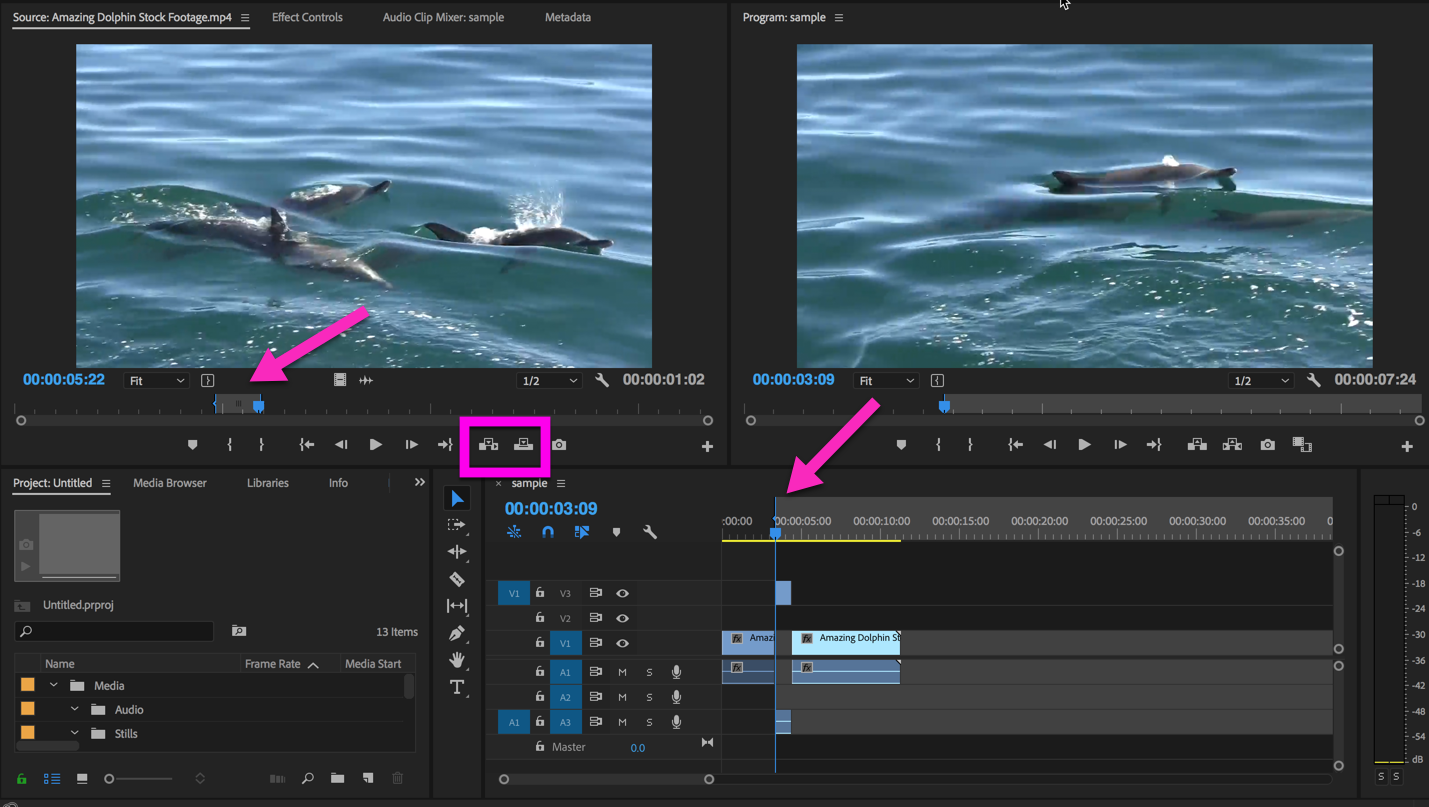 Source: Amazing Dolphin Stock Footage.mp4 Effect Controls Audio Clip Mixer: sample Metadata
Program: sample
00:00:05:22 Fit 1/2 00:00:01:02
00:00:03:09 Fit 1/2 00:00:07:24
Project: Untitled Media Browser Libraries Info
Untitled.prproj
13 Items
Name Frame Rate Media Start
Media
Audio
Stills
× sample
00:00:03:09
:00:00 00:00:05:00 00:00:10:00 00:00:15:00 00:00:20:00 00:00:25:00 00:00:30:00 00:00:35:00 0
V1 V3
V2
V1 fx Amazi fx Amazing Dolphin St
A1 M S fx fx
A2 M S
A1 A3 M S
Master 0.0
0
-6
-12
-18
-24
-30
-36
-42
-48
-54
dB
S S